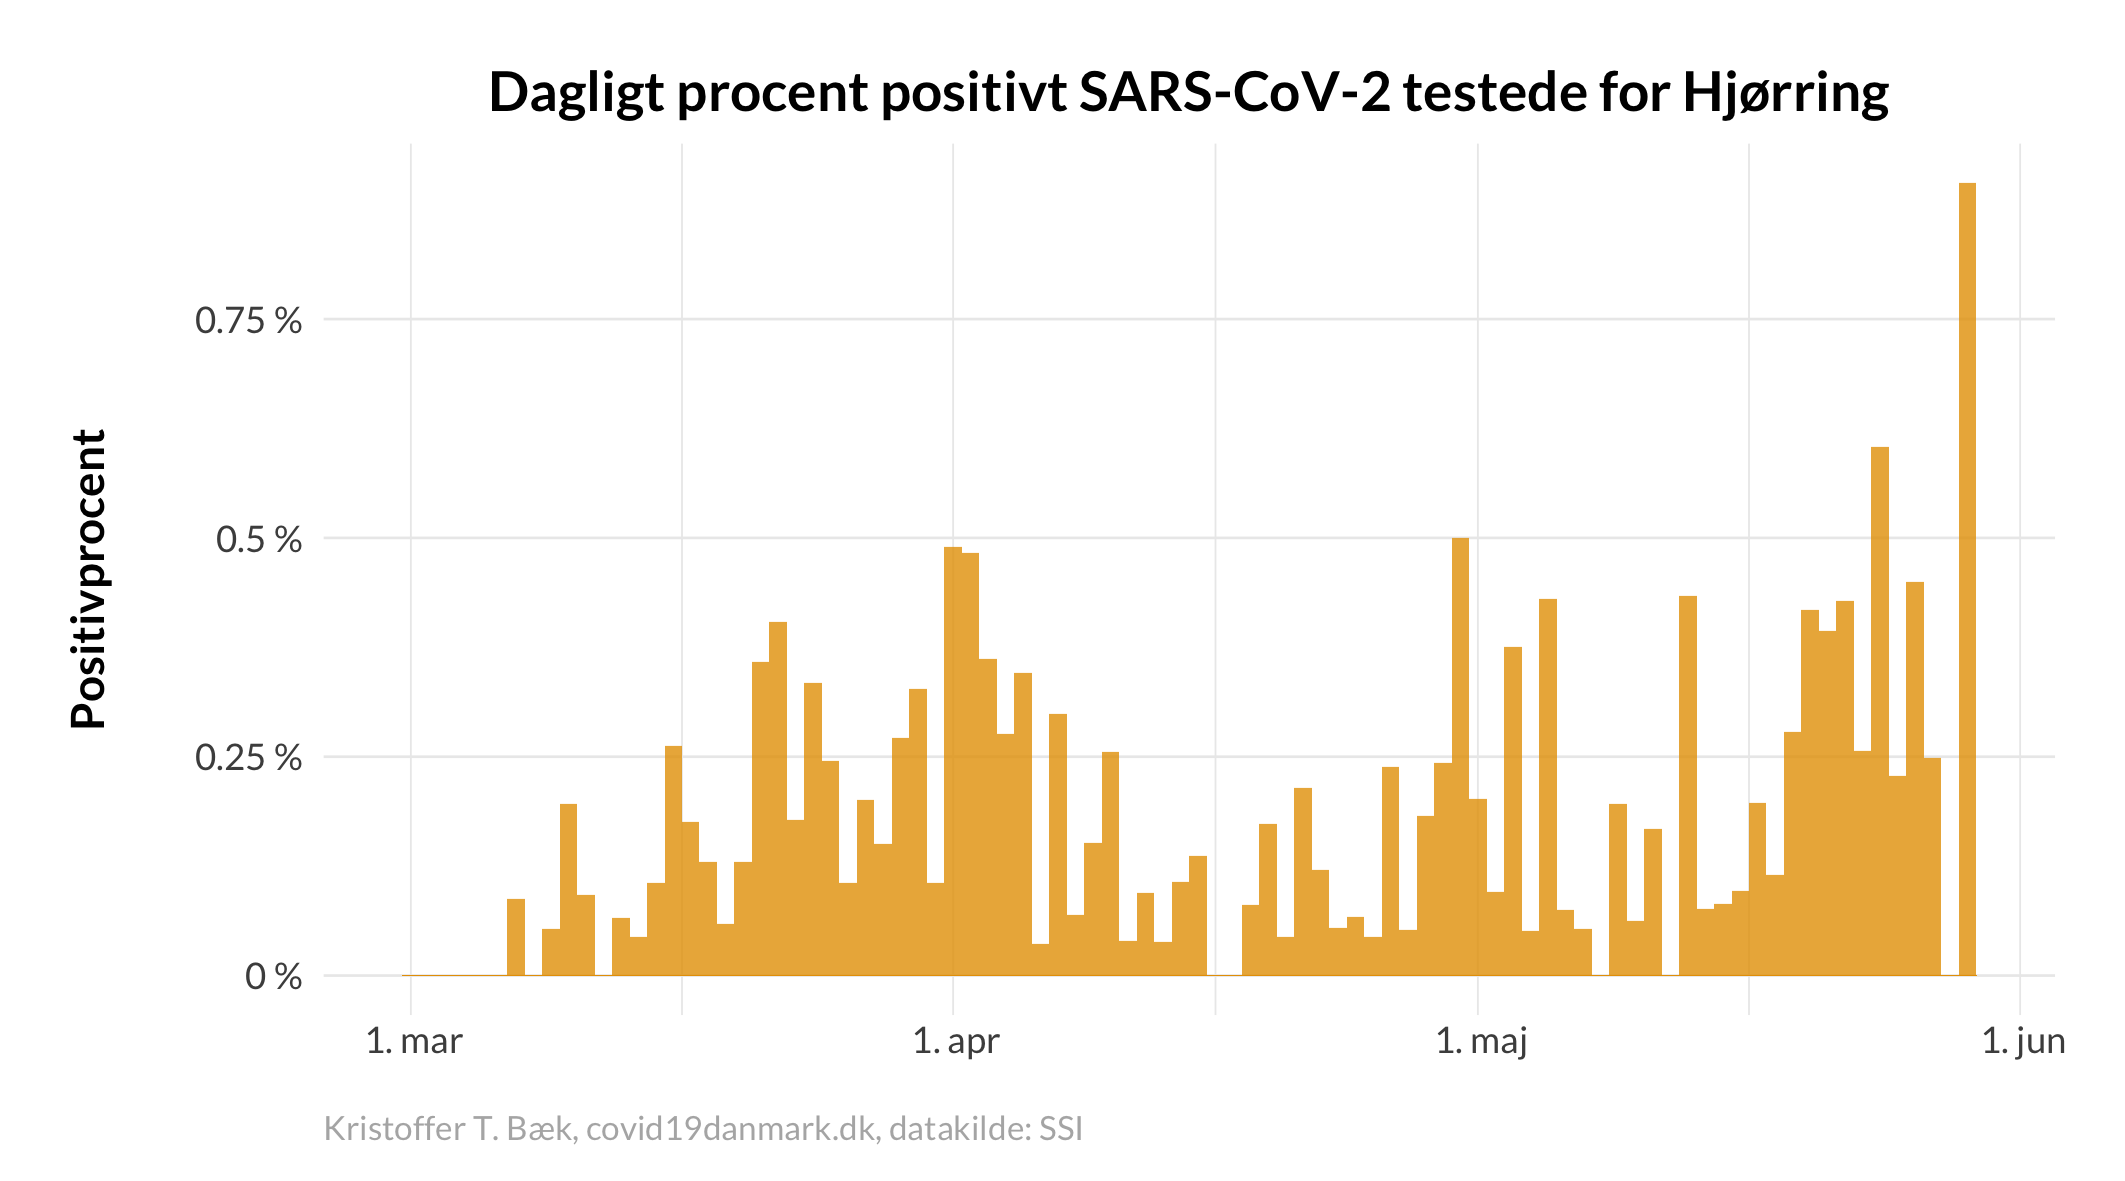 Dagligt procent positivt SARS-CoV-2 testede for Hjørring
Positivprocent
0.75 %
0.5 %
0.25 %
0 %
1. mar
1. apr
1. maj
1. jun
Kristoffer T. Bæk, covid19danmark.dk, datakilde: SSI